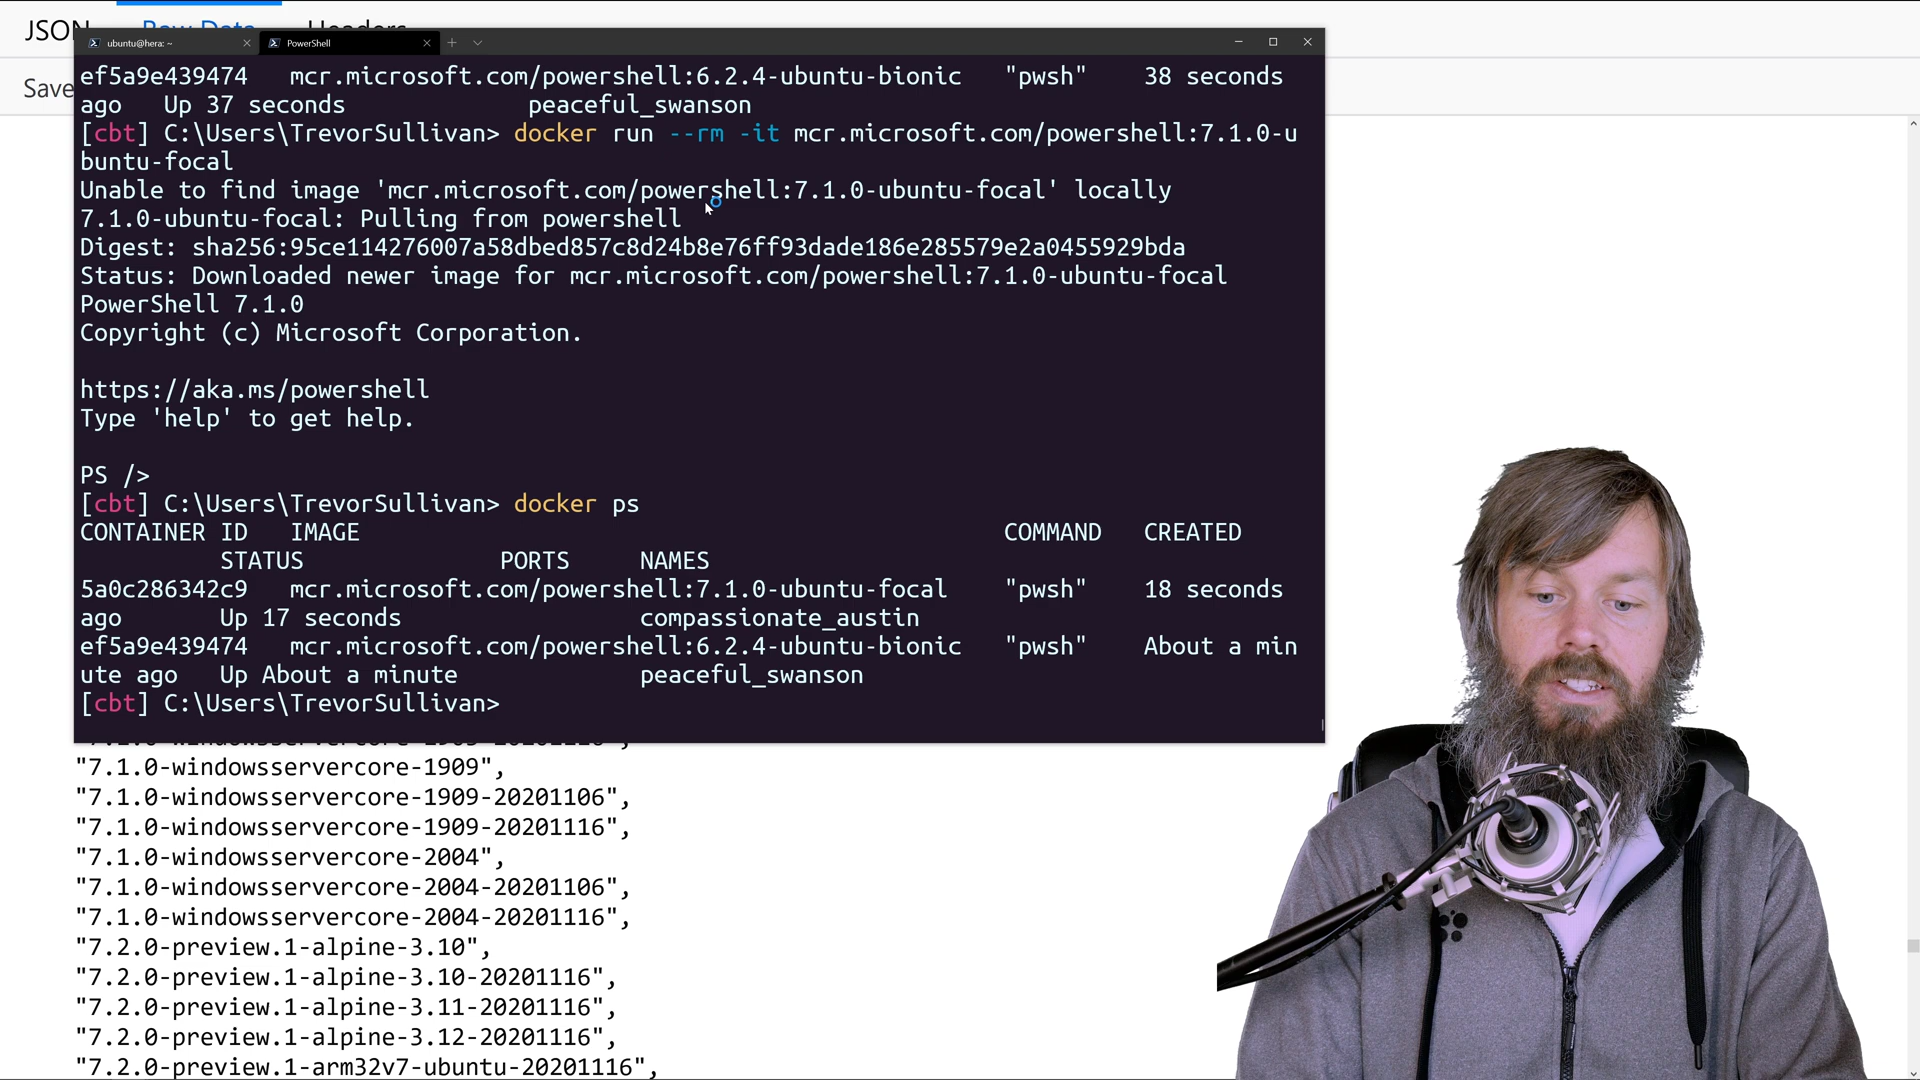 JSON Raw Data Headers
Save
ubuntu@hera: ~
PowerShell
ef5a9e439474   mcr.microsoft.com/powershell:6.2.4-ubuntu-bionic   "pwsh"    38 seconds
ago   Up 37 seconds             peaceful_swanson
[cbt] C:\Users\TrevorSullivan> docker run --rm -it mcr.microsoft.com/powershell:7.1.0-u
buntu-focal
Unable to find image 'mcr.microsoft.com/powershell:7.1.0-ubuntu-focal' locally
7.1.0-ubuntu-focal: Pulling from powershell
Digest: sha256:95ce114276007a58dbed857c8d24b8e76ff93dade186e285579e2a0455929bda
Status: Downloaded newer image for mcr.microsoft.com/powershell:7.1.0-ubuntu-focal
PowerShell 7.1.0
Copyright (c) Microsoft Corporation.
https://aka.ms/powershell
Type 'help' to get help.
PS />
[cbt] C:\Users\TrevorSullivan> docker ps
CONTAINER ID   IMAGE                                              COMMAND   CREATED
          STATUS              PORTS     NAMES
5a0c286342c9   mcr.microsoft.com/powershell:7.1.0-ubuntu-focal    "pwsh"    18 seconds
ago       Up 17 seconds                 compassionate_austin
ef5a9e439474   mcr.microsoft.com/powershell:6.2.4-ubuntu-bionic   "pwsh"    About a min
ute ago   Up About a minute             peaceful_swanson
[cbt] C:\Users\TrevorSullivan>
"7.1.0-windowsservercore-1909",
"7.1.0-windowsservercore-1909-20201106",
"7.1.0-windowsservercore-1909-20201116",
"7.1.0-windowsservercore-2004",
"7.1.0-windowsservercore-2004-20201106",
"7.1.0-windowsservercore-2004-20201116",
"7.2.0-preview.1-alpine-3.10",
"7.2.0-preview.1-alpine-3.10-20201116",
"7.2.0-preview.1-alpine-3.11-20201116",
"7.2.0-preview.1-alpine-3.12-20201116",
"7.2.0-preview.1-arm32v7-ubuntu-20201116",